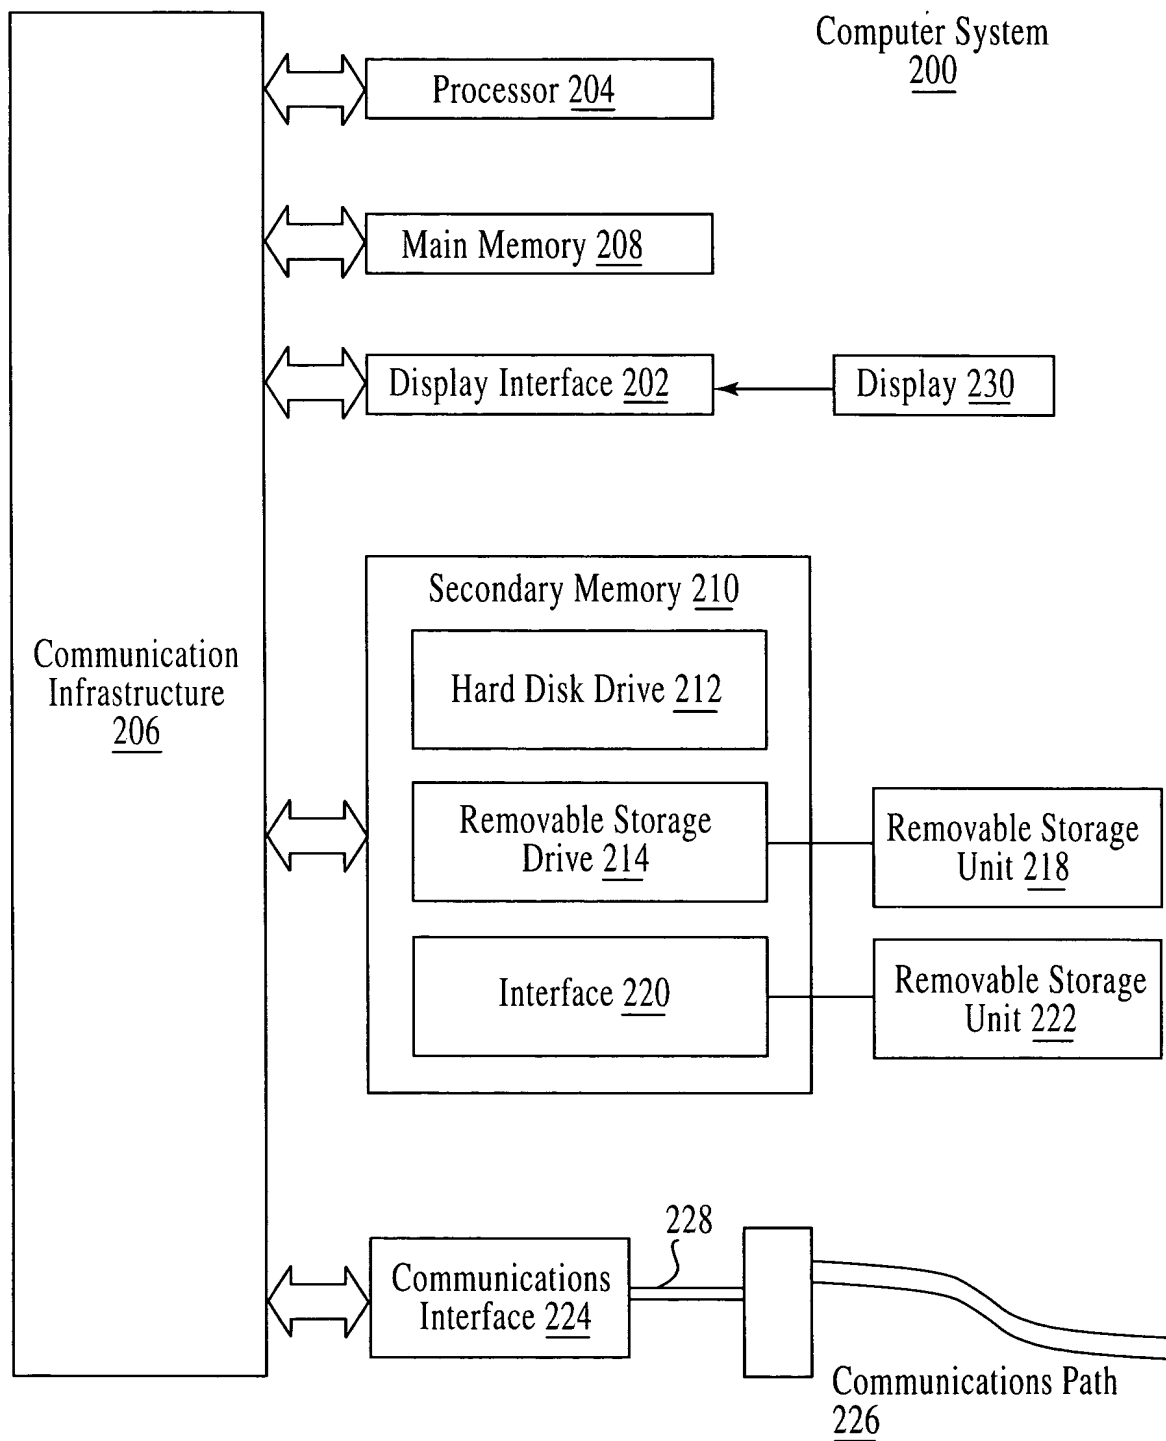 Computer System
200
Processor 204
Main Memory 208
Display Interface 202
Display 230
Secondary Memory 210
Hard Disk Drive 212
Communication
Infrastructure
206
Removable Storage
Drive 214
Removable Storage
Unit 218
Interface 220
Removable Storage
Unit 222
228
Communications
Interface 224
Communications Path
226